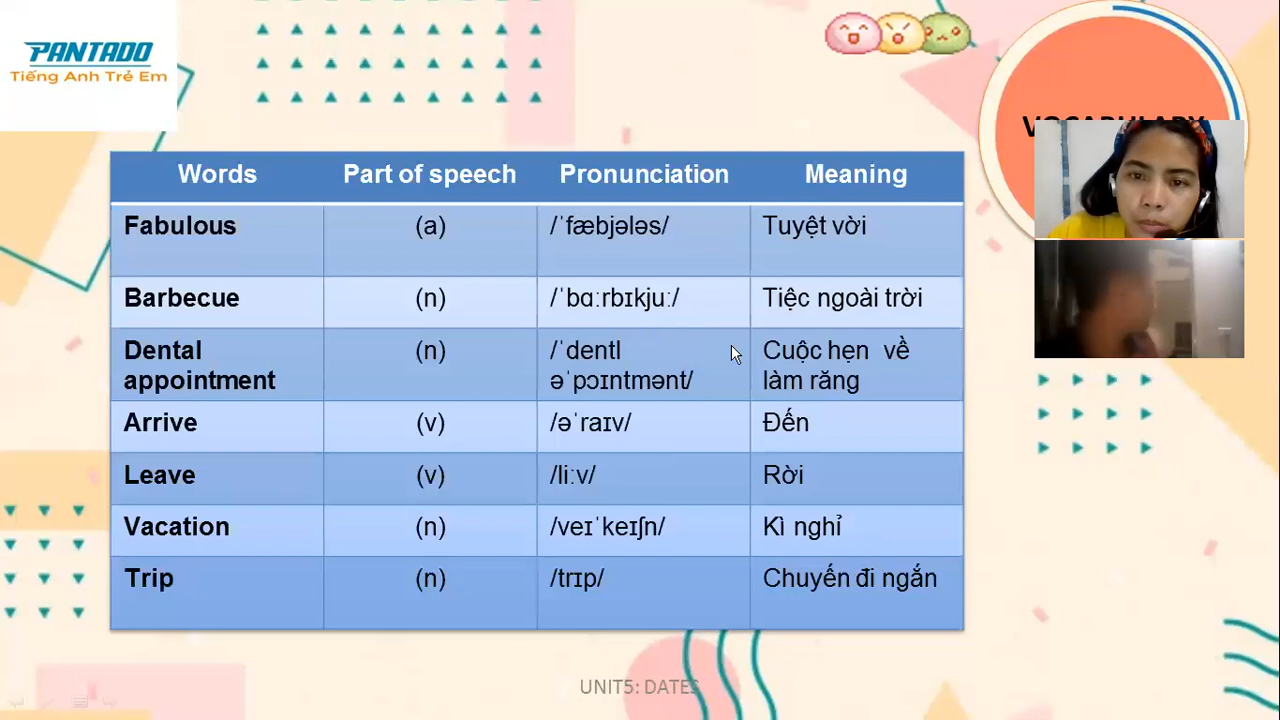 PANTADO
Tiếng Anh Trẻ Em
VOCABULARY
Words Part of speech Pronunciation Meaning
Fabulous (a) /ˈfæbjələs/ Tuyệt vời
Barbecue (n) /ˈbɑːrbɪkjuː/ Tiệc ngoài trời
Dental (n) /ˈdentl Cuộc hẹn về
appointment əˈpɔɪntmənt/ làm răng
Arrive (v) /əˈraɪv/ Đến
Leave (v) /liːv/ Rời
Vacation (n) /veɪˈkeɪʃn/ Kì nghỉ
Trip (n) /trɪp/ Chuyến đi ngắn
UNIT5: DATES